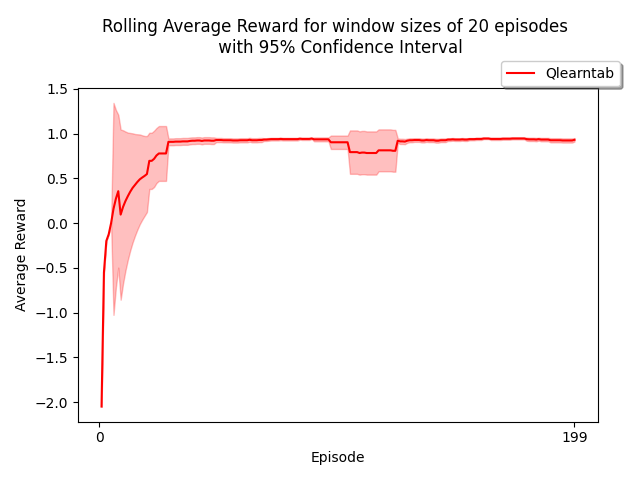 Rolling Average Reward for window sizes of 20 episodes
with 95% Confidence Interval
Qlearntab
1.5
1.0
0.5
0.0
−0.5
−1.0
−1.5
−2.0
Average Reward
0
199
Episode